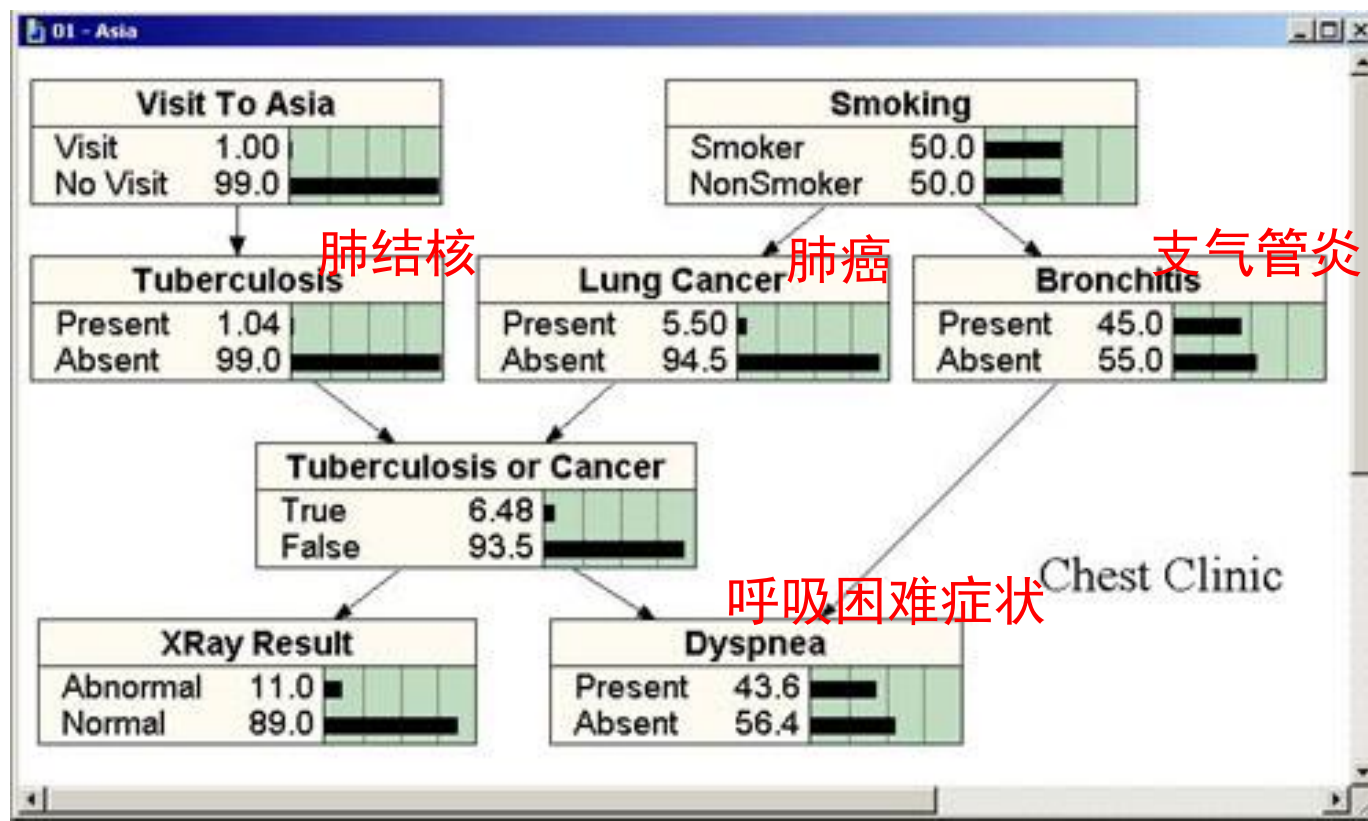 01 - Asia
Visit To Asia
Visit 1.00
No Visit 99.0
Smoking
Smoker 50.0
NonSmoker 50.0
肺结核
Tuberculosis
Present 1.04
Absent 99.0
肺癌
Lung Cancer
Present 5.50
Absent 94.5
支气管炎
Bronchitis
Present 45.0
Absent 55.0
Tuberculosis or Cancer
True 6.48
False 93.5
Chest Clinic
XRay Result
Abnormal 11.0
Normal 89.0
呼吸困难症状
Dyspnea
Present 43.6
Absent 56.4